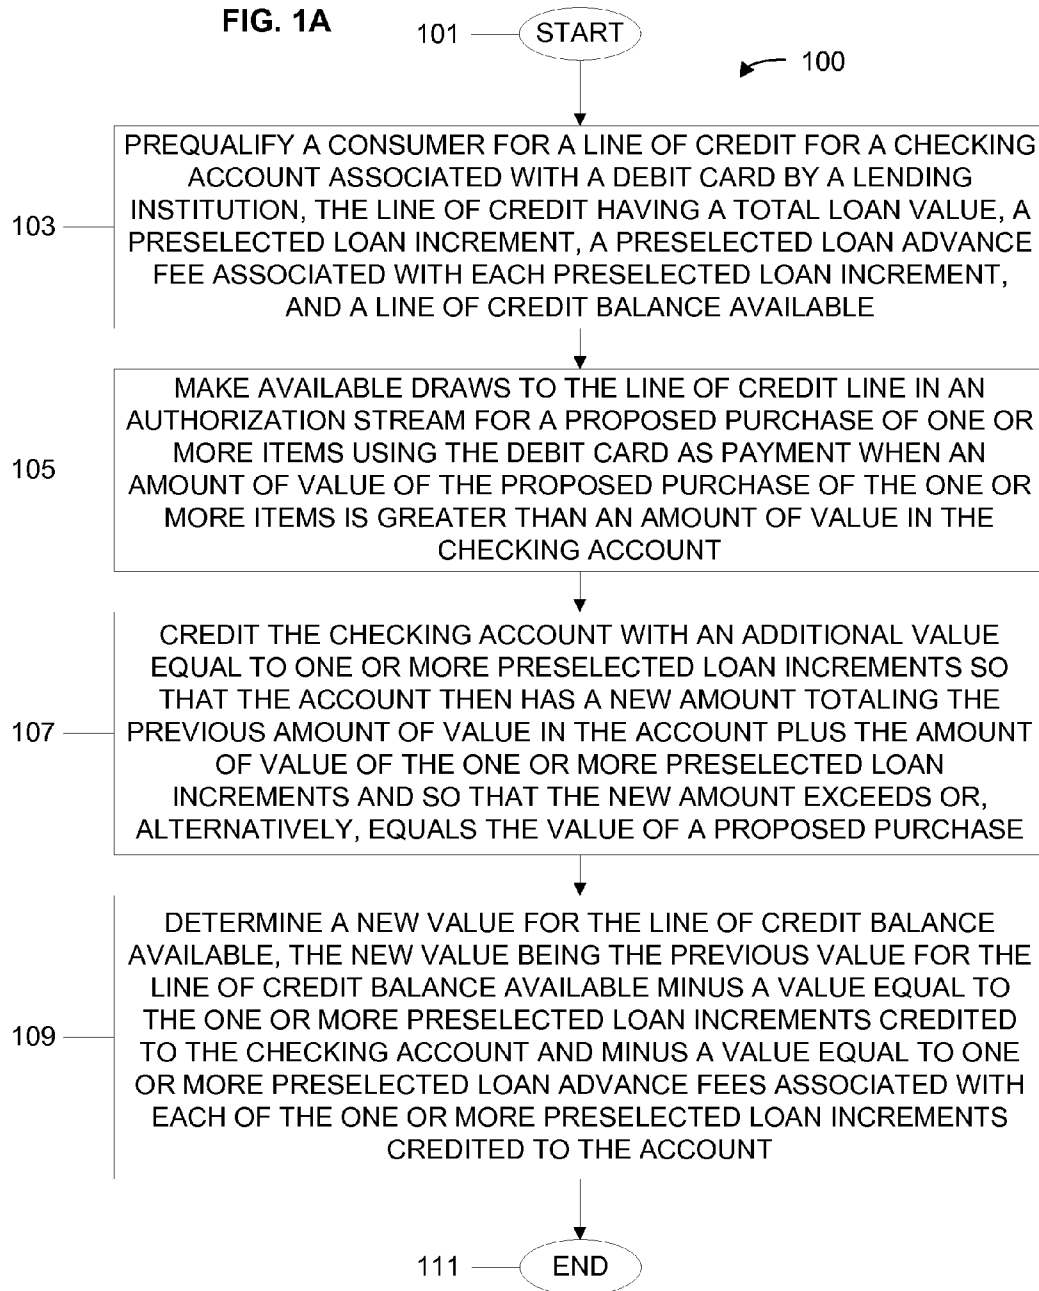 FIG. 1A
101
START
100
PREQUALIFY A CONSUMER FOR A LINE OF CREDIT FOR A CHECKING
ACCOUNT ASSOCIATED WITH A DEBIT CARD BY A LENDING
INSTITUTION, THE LINE OF CREDIT HAVING A TOTAL LOAN VALUE, A
PRESELECTED LOAN INCREMENT, A PRESELECTED LOAN ADVANCE
FEE ASSOCIATED WITH EACH PRESELECTED LOAN INCREMENT,
AND A LINE OF CREDIT BALANCE AVAILABLE
103
MAKE AVAILABLE DRAWS TO THE LINE OF CREDIT LINE IN AN
AUTHORIZATION STREAM FOR A PROPOSED PURCHASE OF ONE OR
MORE ITEMS USING THE DEBIT CARD AS PAYMENT WHEN AN
AMOUNT OF VALUE OF THE PROPOSED PURCHASE OF THE ONE OR
MORE ITEMS IS GREATER THAN AN AMOUNT OF VALUE IN THE
CHECKING ACCOUNT
105
CREDIT THE CHECKING ACCOUNT WITH AN ADDITIONAL VALUE
EQUAL TO ONE OR MORE PRESELECTED LOAN INCREMENTS SO
THAT THE ACCOUNT THEN HAS A NEW AMOUNT TOTALING THE
PREVIOUS AMOUNT OF VALUE IN THE ACCOUNT PLUS THE AMOUNT
OF VALUE OF THE ONE OR MORE PRESELECTED LOAN
INCREMENTS AND SO THAT THE NEW AMOUNT EXCEEDS OR,
ALTERNATIVELY, EQUALS THE VALUE OF A PROPOSED PURCHASE
107
DETERMINE A NEW VALUE FOR THE LINE OF CREDIT BALANCE
AVAILABLE, THE NEW VALUE BEING THE PREVIOUS VALUE FOR THE
LINE OF CREDIT BALANCE AVAILABLE MINUS A VALUE EQUAL TO
THE ONE OR MORE PRESELECTED LOAN INCREMENTS CREDITED
TO THE CHECKING ACCOUNT AND MINUS A VALUE EQUAL TO ONE
OR MORE PRESELECTED LOAN ADVANCE FEES ASSOCIATED WITH
EACH OF THE ONE OR MORE PRESELECTED LOAN INCREMENTS
CREDITED TO THE ACCOUNT
109
111
END